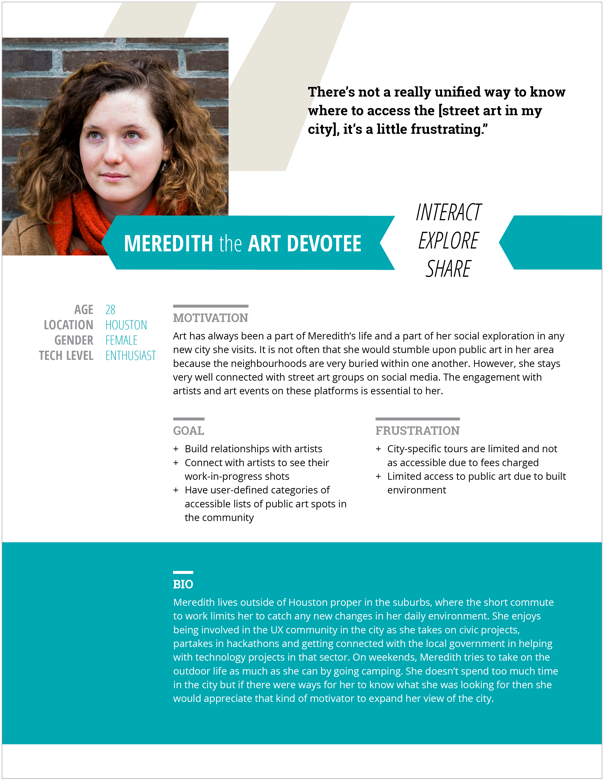 There's not a really unified way to know
where to access the [street art in my
city], it's a little frustrating."
MEREDITH the ART DEVOTEE
INTERACT
EXPLORE
SHARE
AGE 28
LOCATION HOUSTON
GENDER FEMALE
TECH LEVEL ENTHUSIAST
MOTIVATION
Art has always been a part of Meredith's life and a part of her social exploration in any
new city she visits. It is not often that she would stumble upon public art in her area
because the neighbourhoods are very buried within one another. However, she stays
very well connected with street art groups on social media. The engagement with
artists and art events on these platforms is essential to her.
GOAL
+ Build relationships with artists
+ Connect with artists to see their
work-in-progress shots
+ Have user-defined categories of
accessible lists of public art spots in
the community
FRUSTRATION
+ City-specific tours are limited and not
as accessible due to fees charged
+ Limited access to public art due to built
environment
BIO
Meredith lives outside of Houston proper in the suburbs, where the short commute
to work limits her to catch any new changes in her daily environment. She enjoys
being involved in the UX community in the city as she takes on civic projects,
partakes in hackathons and getting connected with the local government in helping
with technology projects in that sector. On weekends, Meredith tries to take on the
outdoor life as much as she can by going camping. She doesn't spend too much time
in the city but if there were ways for her to know what she was looking for then she
would appreciate that kind of motivator to expand her view of the city.